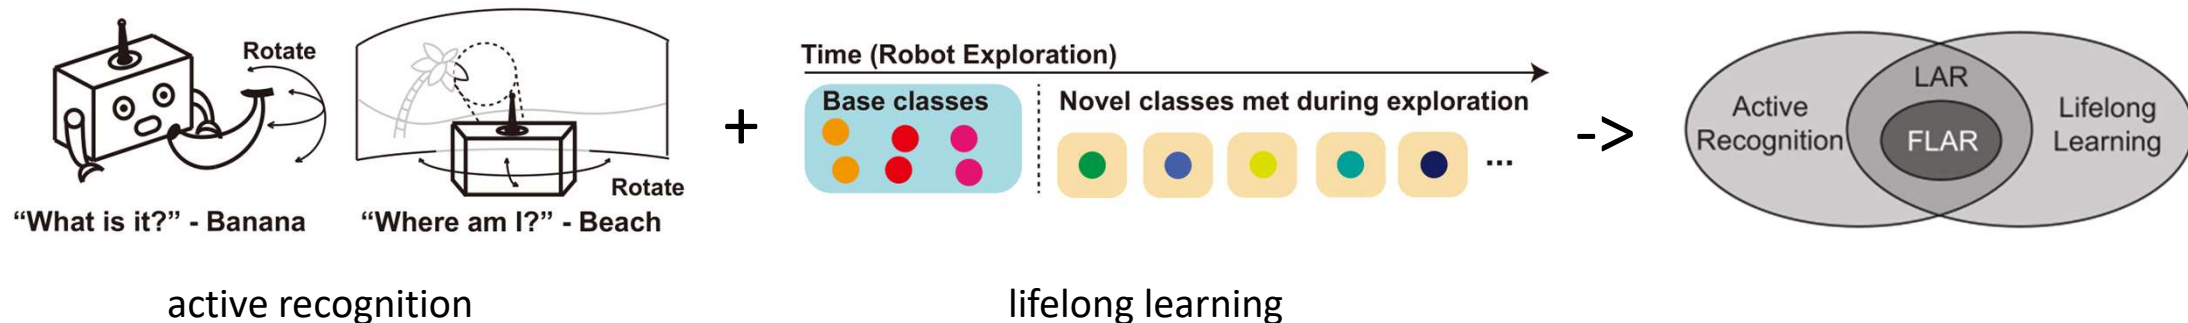 Rotate
Rotate
“What is it?” - Banana
“Where am I?” - Beach
active recognition
+
Time (Robot Exploration)
Base classes
Novel classes met during exploration
...
lifelong learning
->
Active
Recognition
LAR
FLAR
Lifelong
Learning